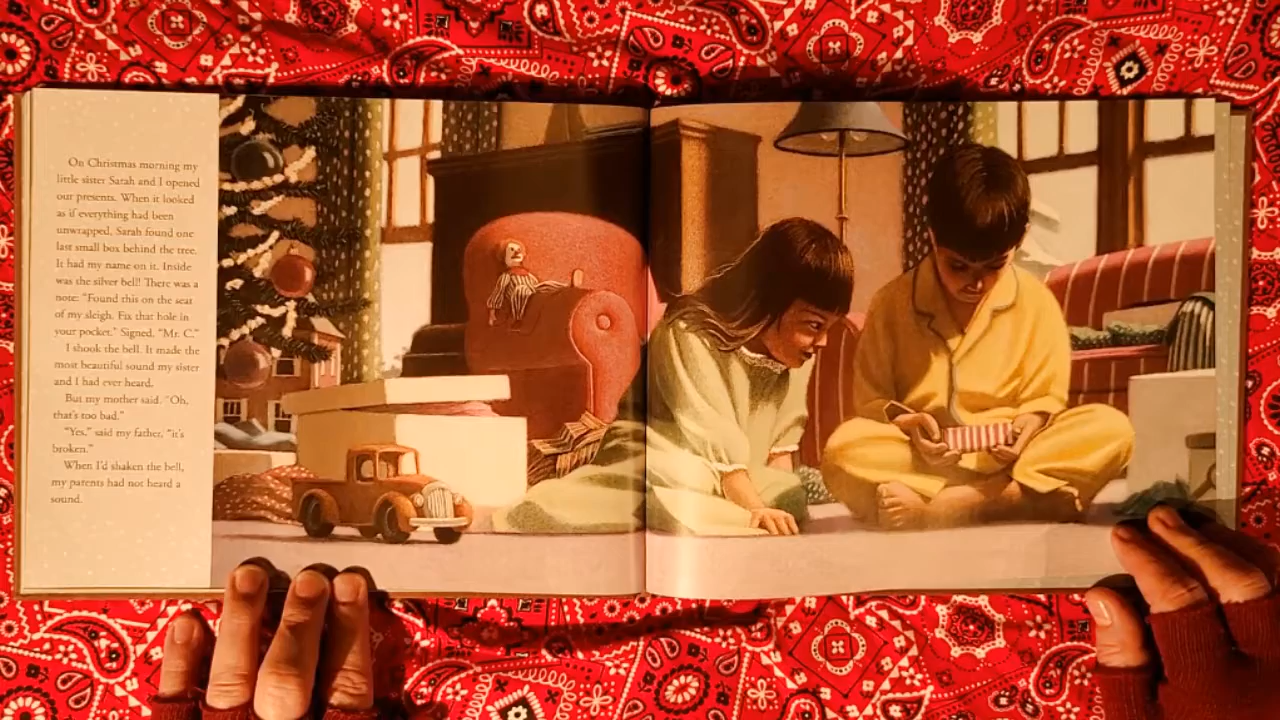 On Christmas morning my
little sister Sarah and I opened
our presents. When it looked
as if everything had been
unwrapped, Sarah found one
last small box behind the tree.
It had my name on it. Inside
was the silver bell! There was a
note: “Found this on the seat
of my sleigh. Fix that hole in
your pocket.” Signed, “Mr. C.”
I shook the bell. It made the
most beautiful sound my sister
and I had ever heard.
But my mother said, “Oh,
that’s too bad.”
“Yes,” said my father, “it’s
broken.”
When I’d shaken the bell,
my parents had not heard a
sound.